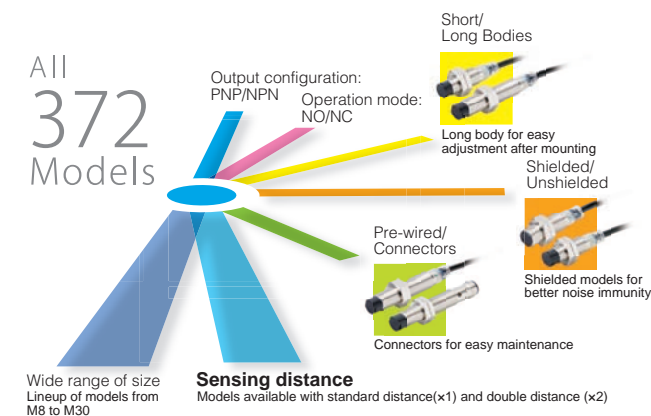 All
372
Models
Output configuration:
PNP/NPN
Operation mode:
NO/NC
Short/
Long Bodies
Long body for easy
adjustment after mounting
Shielded/
Unshielded
Shielded models for
better noise immunity
Pre-wired/
Connectors
Connectors for easy maintenance
Wide range of size
Lineup of models from
M8 to M30
Sensing distance
Models available with standard distance(×1) and double distance (×2)